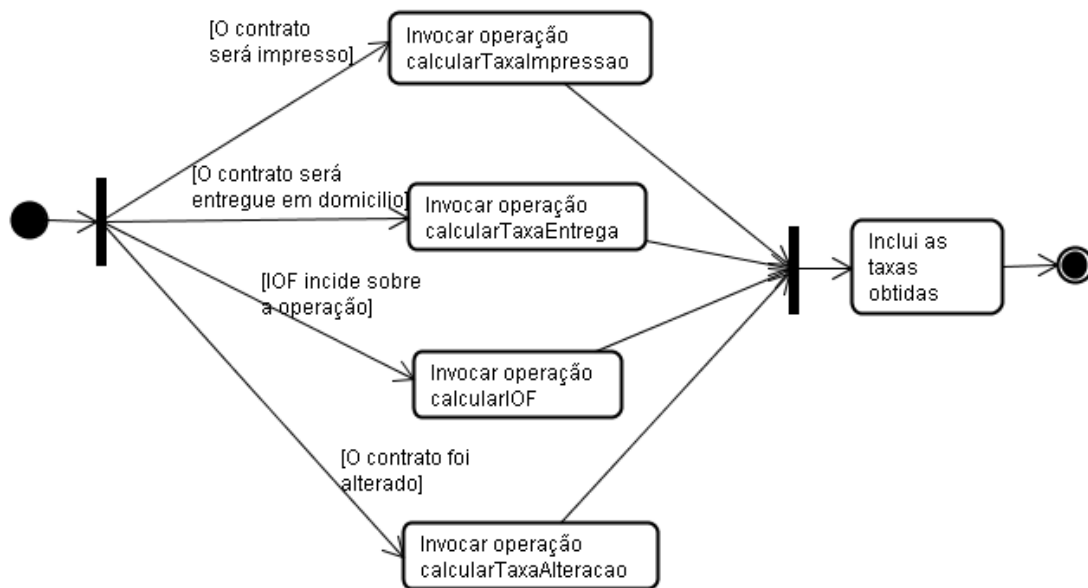 [O contrato
será impresso]
Invocar operação
calcularTaxaImpressao
[O contrato será
entregue em domicilio]
Invocar operação
calcularTaxaEntrega
Inclui as
taxas
obtidas
[IOF incide sobre
a operação]
Invocar operação
calcularIOF
[O contrato foi
alterado]
Invocar operação
calcularTaxaAlteracao